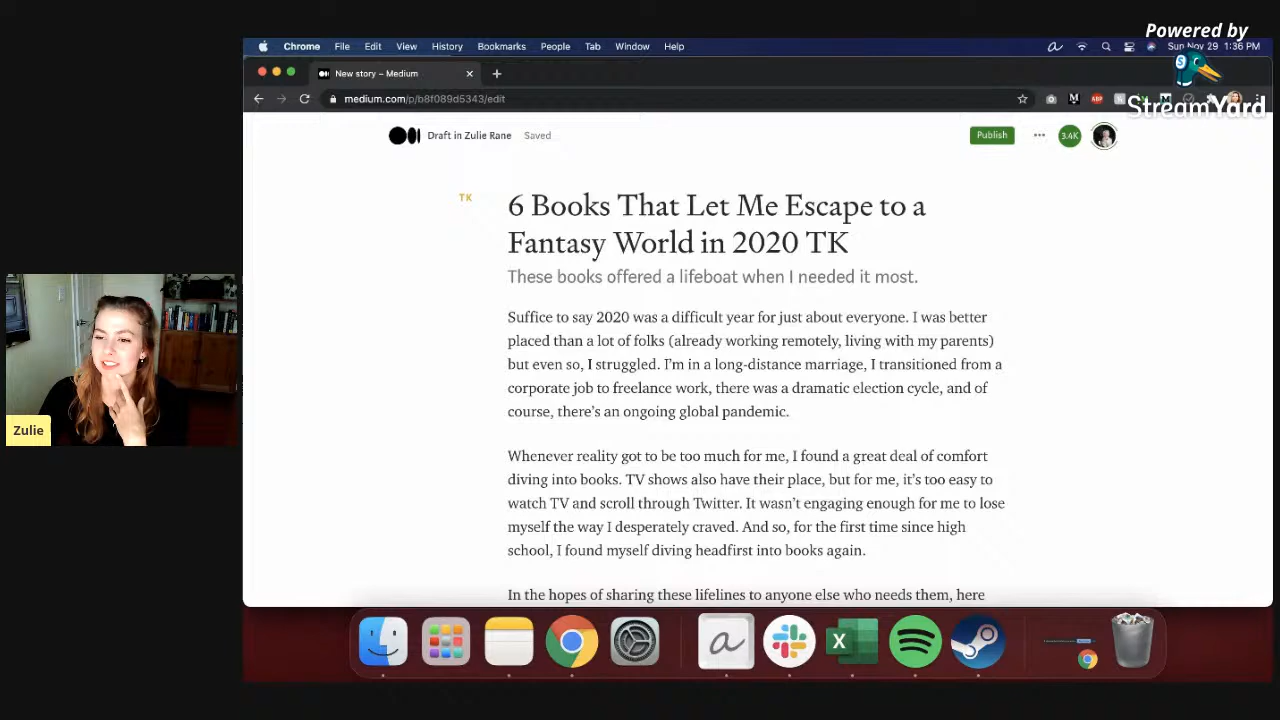 Powered by
StreamYard
Chrome File Edit View History Bookmarks People Tab Window Help
Sun Nov 29 1:36 PM
New story – Medium
medium.com/p/b8f089d5343/edit
Draft in Zulie Rane Saved
Publish
3.4K
TK
6 Books That Let Me Escape to a
Fantasy World in 2020 TK
These books offered a lifeboat when I needed it most.
Suffice to say 2020 was a difficult year for just about everyone. I was better
placed than a lot of folks (already working remotely, living with my parents)
but even so, I struggled. I'm in a long-distance marriage, I transitioned from a
corporate job to freelance work, there was a dramatic election cycle, and of
course, there's an ongoing global pandemic.
Whenever reality got to be too much for me, I found a great deal of comfort
diving into books. TV shows also have their place, but for me, it's too easy to
watch TV and scroll through Twitter. It wasn't engaging enough for me to lose
myself the way I desperately craved. And so, for the first time since high
school, I found myself diving headfirst into books again.
In the hopes of sharing these lifelines to anyone else who needs them, here
Zulie